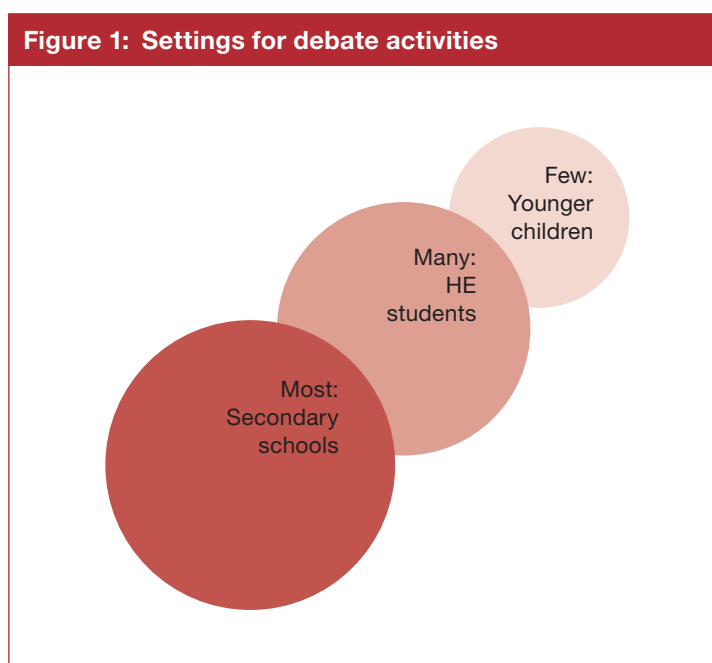 Figure 1: Settings for debate activities
Few:
Younger
children
Many:
HE
students
Most:
Secondary
schools